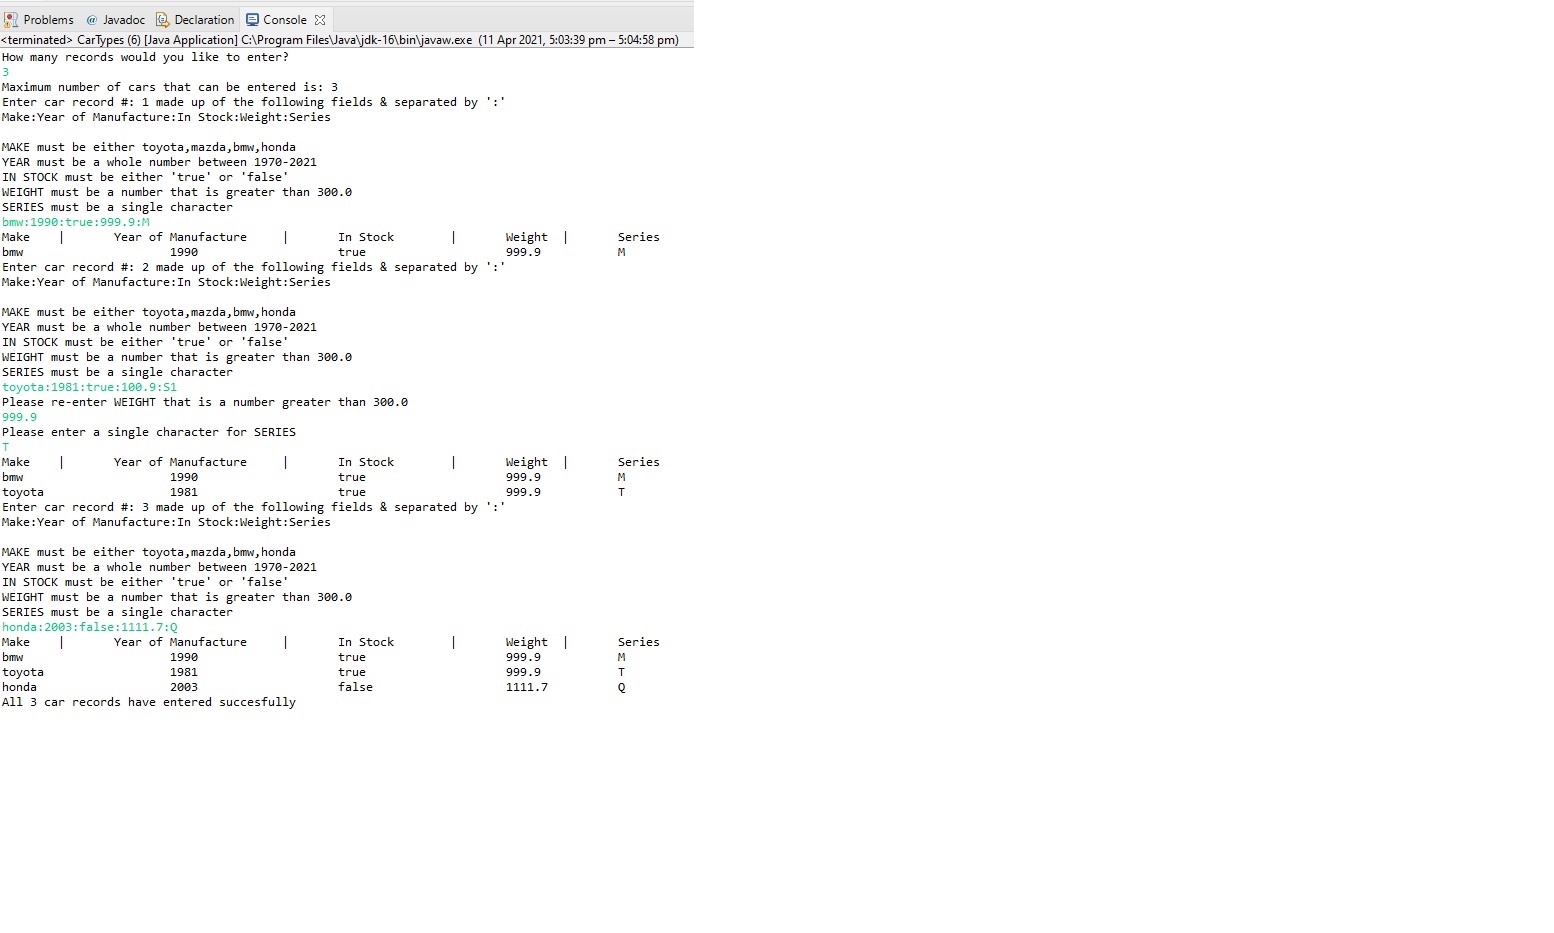 Problems @ Javadoc Declaration Console
<terminated> CarTypes (6) [Java Application] C:\Program Files\Java\jdk-16\bin\javaw.exe (11 Apr 2021, 5:03:39 pm – 5:04:58 pm)
How many records would you like to enter?
3
Maximum number of cars that can be entered is: 3
Enter car record #: 1 made up of the following fields & separated by ':'
Make:Year of Manufacture:In Stock:Weight:Series
MAKE must be either toyota,mazda,bmw,honda
YEAR must be a whole number between 1970-2021
IN STOCK must be either 'true' or 'false'
WEIGHT must be a number that is greater than 300.0
SERIES must be a single character
bmw:1990:true:999.9:M
Make | Year of Manufacture | In Stock | Weight | Series
bmw 1990 true 999.9 M
Enter car record #: 2 made up of the following fields & separated by ':'
Make:Year of Manufacture:In Stock:Weight:Series
MAKE must be either toyota,mazda,bmw,honda
YEAR must be a whole number between 1970-2021
IN STOCK must be either 'true' or 'false'
WEIGHT must be a number that is greater than 300.0
SERIES must be a single character
toyota:1981:true:100.9:S1
Please re-enter WEIGHT that is a number greater than 300.0
999.9
Please enter a single character for SERIES
T
Make | Year of Manufacture | In Stock | Weight | Series
bmw 1990 true 999.9 M
toyota 1981 true 999.9 T
Enter car record #: 3 made up of the following fields & separated by ':'
Make:Year of Manufacture:In Stock:Weight:Series
MAKE must be either toyota,mazda,bmw,honda
YEAR must be a whole number between 1970-2021
IN STOCK must be either 'true' or 'false'
WEIGHT must be a number that is greater than 300.0
SERIES must be a single character
honda:2003:false:1111.7:Q
Make | Year of Manufacture | In Stock | Weight | Series
bmw 1990 true 999.9 M
toyota 1981 true 999.9 T
honda 2003 false 1111.7 Q
All 3 car records have entered succesfully